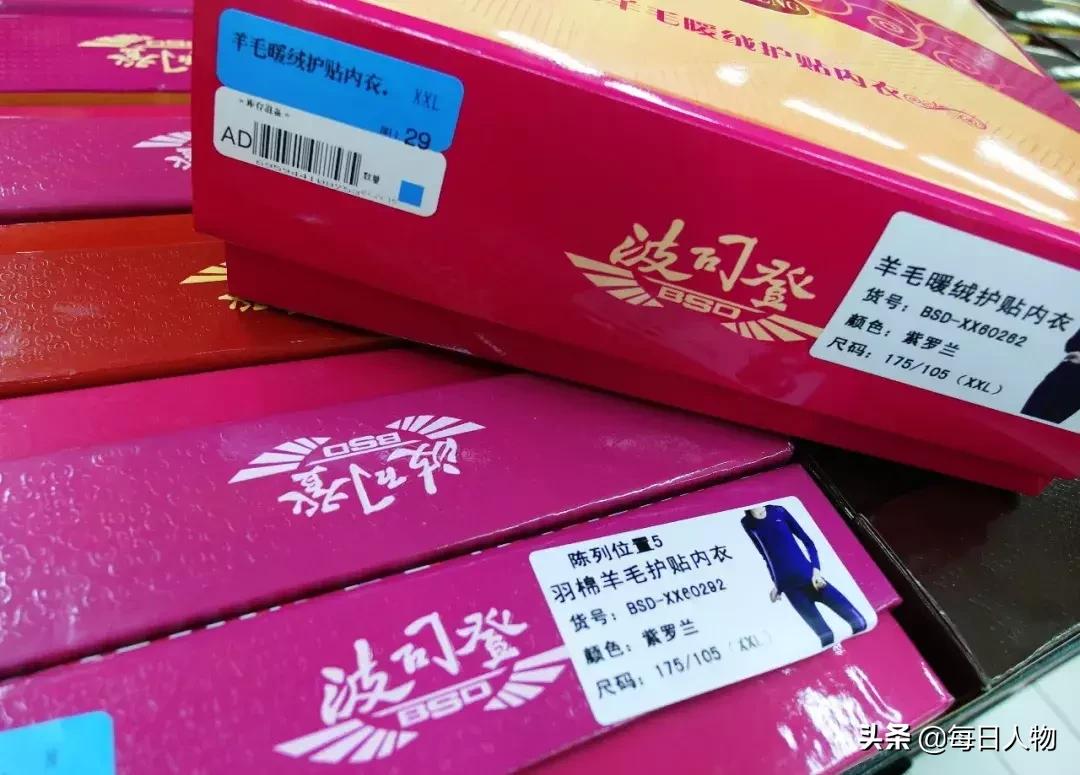 羊毛暖绒护贴内衣
羊毛暖绒护贴内衣. XXL
29
AD
波司登
BSD
羊毛暖绒护贴内衣
货号: BSD-XX60262
颜色: 紫罗兰
尺码: 175/105 (XXL)
BSD
BSD
波司登
陈列位置5
羽棉羊毛护贴内衣
货号: BSD-XX60292
颜色: 紫罗兰
尺码: 175/105 (XXL)
波司登
BSD
头条 @每日人物